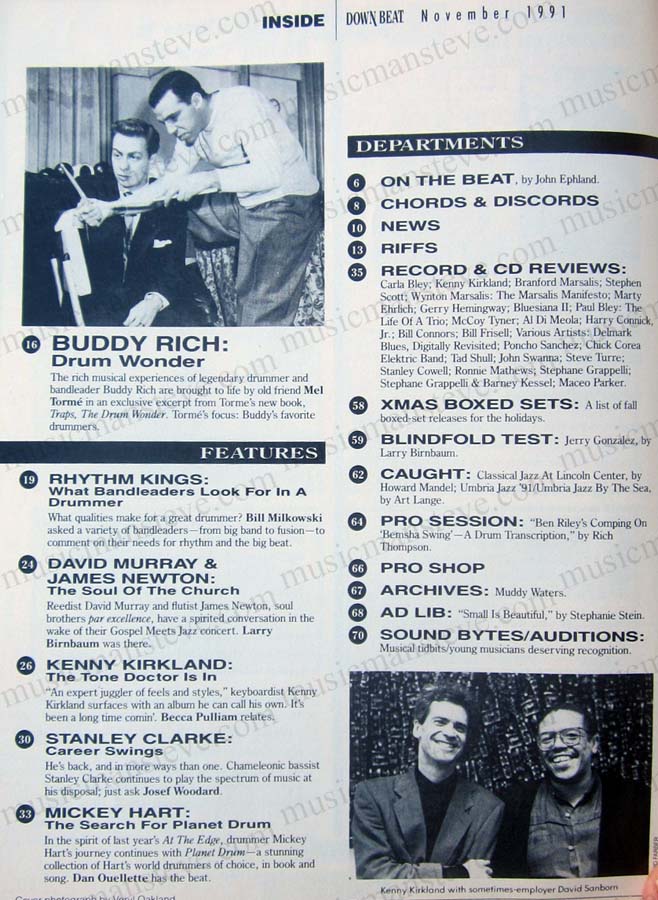 INSIDE
DOWN BEAT November 1991
16 BUDDY RICH:
Drum Wonder
The rich musical experiences of legendary drummer and
bandleader Buddy Rich are brought to life by old friend Mel
Tormé in an exclusive excerpt from Torme's new book,
Traps, The Drum Wonder. Tormé's focus: Buddy's favorite
drummers.
FEATURES
19 RHYTHM KINGS:
What Bandleaders Look For In A
Drummer
What qualities make for a great drummer? Bill Milkowski
asked a variety of bandleaders—from big band to fusion—to
comment on their needs for rhythm and the big beat.
24 DAVID MURRAY &
JAMES NEWTON:
The Soul Of The Church
Reedist David Murray and flutist James Newton, soul
brothers par excellence, have a spirited conversation in the
wake of their Gospel Meets Jazz concert. Larry
Birnbaum was there.
26 KENNY KIRKLAND:
The Tone Doctor Is In
"An expert juggler of feels and styles," keyboardist Kenny
Kirkland surfaces with an album he can call his own. It's
been a long time comin'. Becca Pulliam relates.
30 STANLEY CLARKE:
Career Swings
He's back, and in more ways than one. Chameleonic bassist
Stanley Clarke continues to play the spectrum of music at
his disposal; just ask Josef Woodard.
33 MICKEY HART:
The Search For Planet Drum
In the spirit of last year's At The Edge, drummer Mickey
Hart's journey continues with Planet Drum—a stunning
collection of Hart's world drummers of choice, in book and
song. Dan Ouellette has the beat.
Cover photograph by Veryl Oakland
DEPARTMENTS
6 ON THE BEAT, by John Ephland.
8 CHORDS & DISCORDS
10 NEWS
13 RIFFS
35 RECORD & CD REVIEWS:
Carla Bley; Kenny Kirkland; Branford Marsalis; Stephen
Scott; Wynton Marsalis: The Marsalis Manifesto; Marty
Ehrlich; Gerry Hemingway; Bluesiana II; Paul Bley: The
Life Of A Trio; McCoy Tyner; Al Di Meola; Harry Connick,
Jr.; Bill Connors; Bill Frisell; Various Artists: Delmark
Blues, Digitally Revisited; Poncho Sanchez; Chick Corea
Elektric Band; Tad Shull; John Swanna; Steve Turre;
Stanley Cowell; Ronnie Mathews; Stephane Grappelli;
Stephane Grappelli & Barney Kessel; Maceo Parker.
58 XMAS BOXED SETS: A list of fall
boxed-set releases for the holidays.
59 BLINDFOLD TEST: Jerry González, by
Larry Birnbaum.
62 CAUGHT: Classical Jazz At Lincoln Center, by
Howard Mandel; Umbria Jazz '91/Umbria Jazz By The Sea,
by Art Lange.
64 PRO SESSION: "Ben Riley's Comping On
'Bemsha Swing'—A Drum Transcription," by Rich
Thompson.
66 PRO SHOP
67 ARCHIVES: Muddy Waters.
68 AD LIB: "Small Is Beautiful," by Stephanie Stein.
70 SOUND BYTES/AUDITIONS:
Musical tidbits/young musicians deserving recognition.
Kenny Kirkland with sometimes-employer David Sanborn
musicmansteve.com